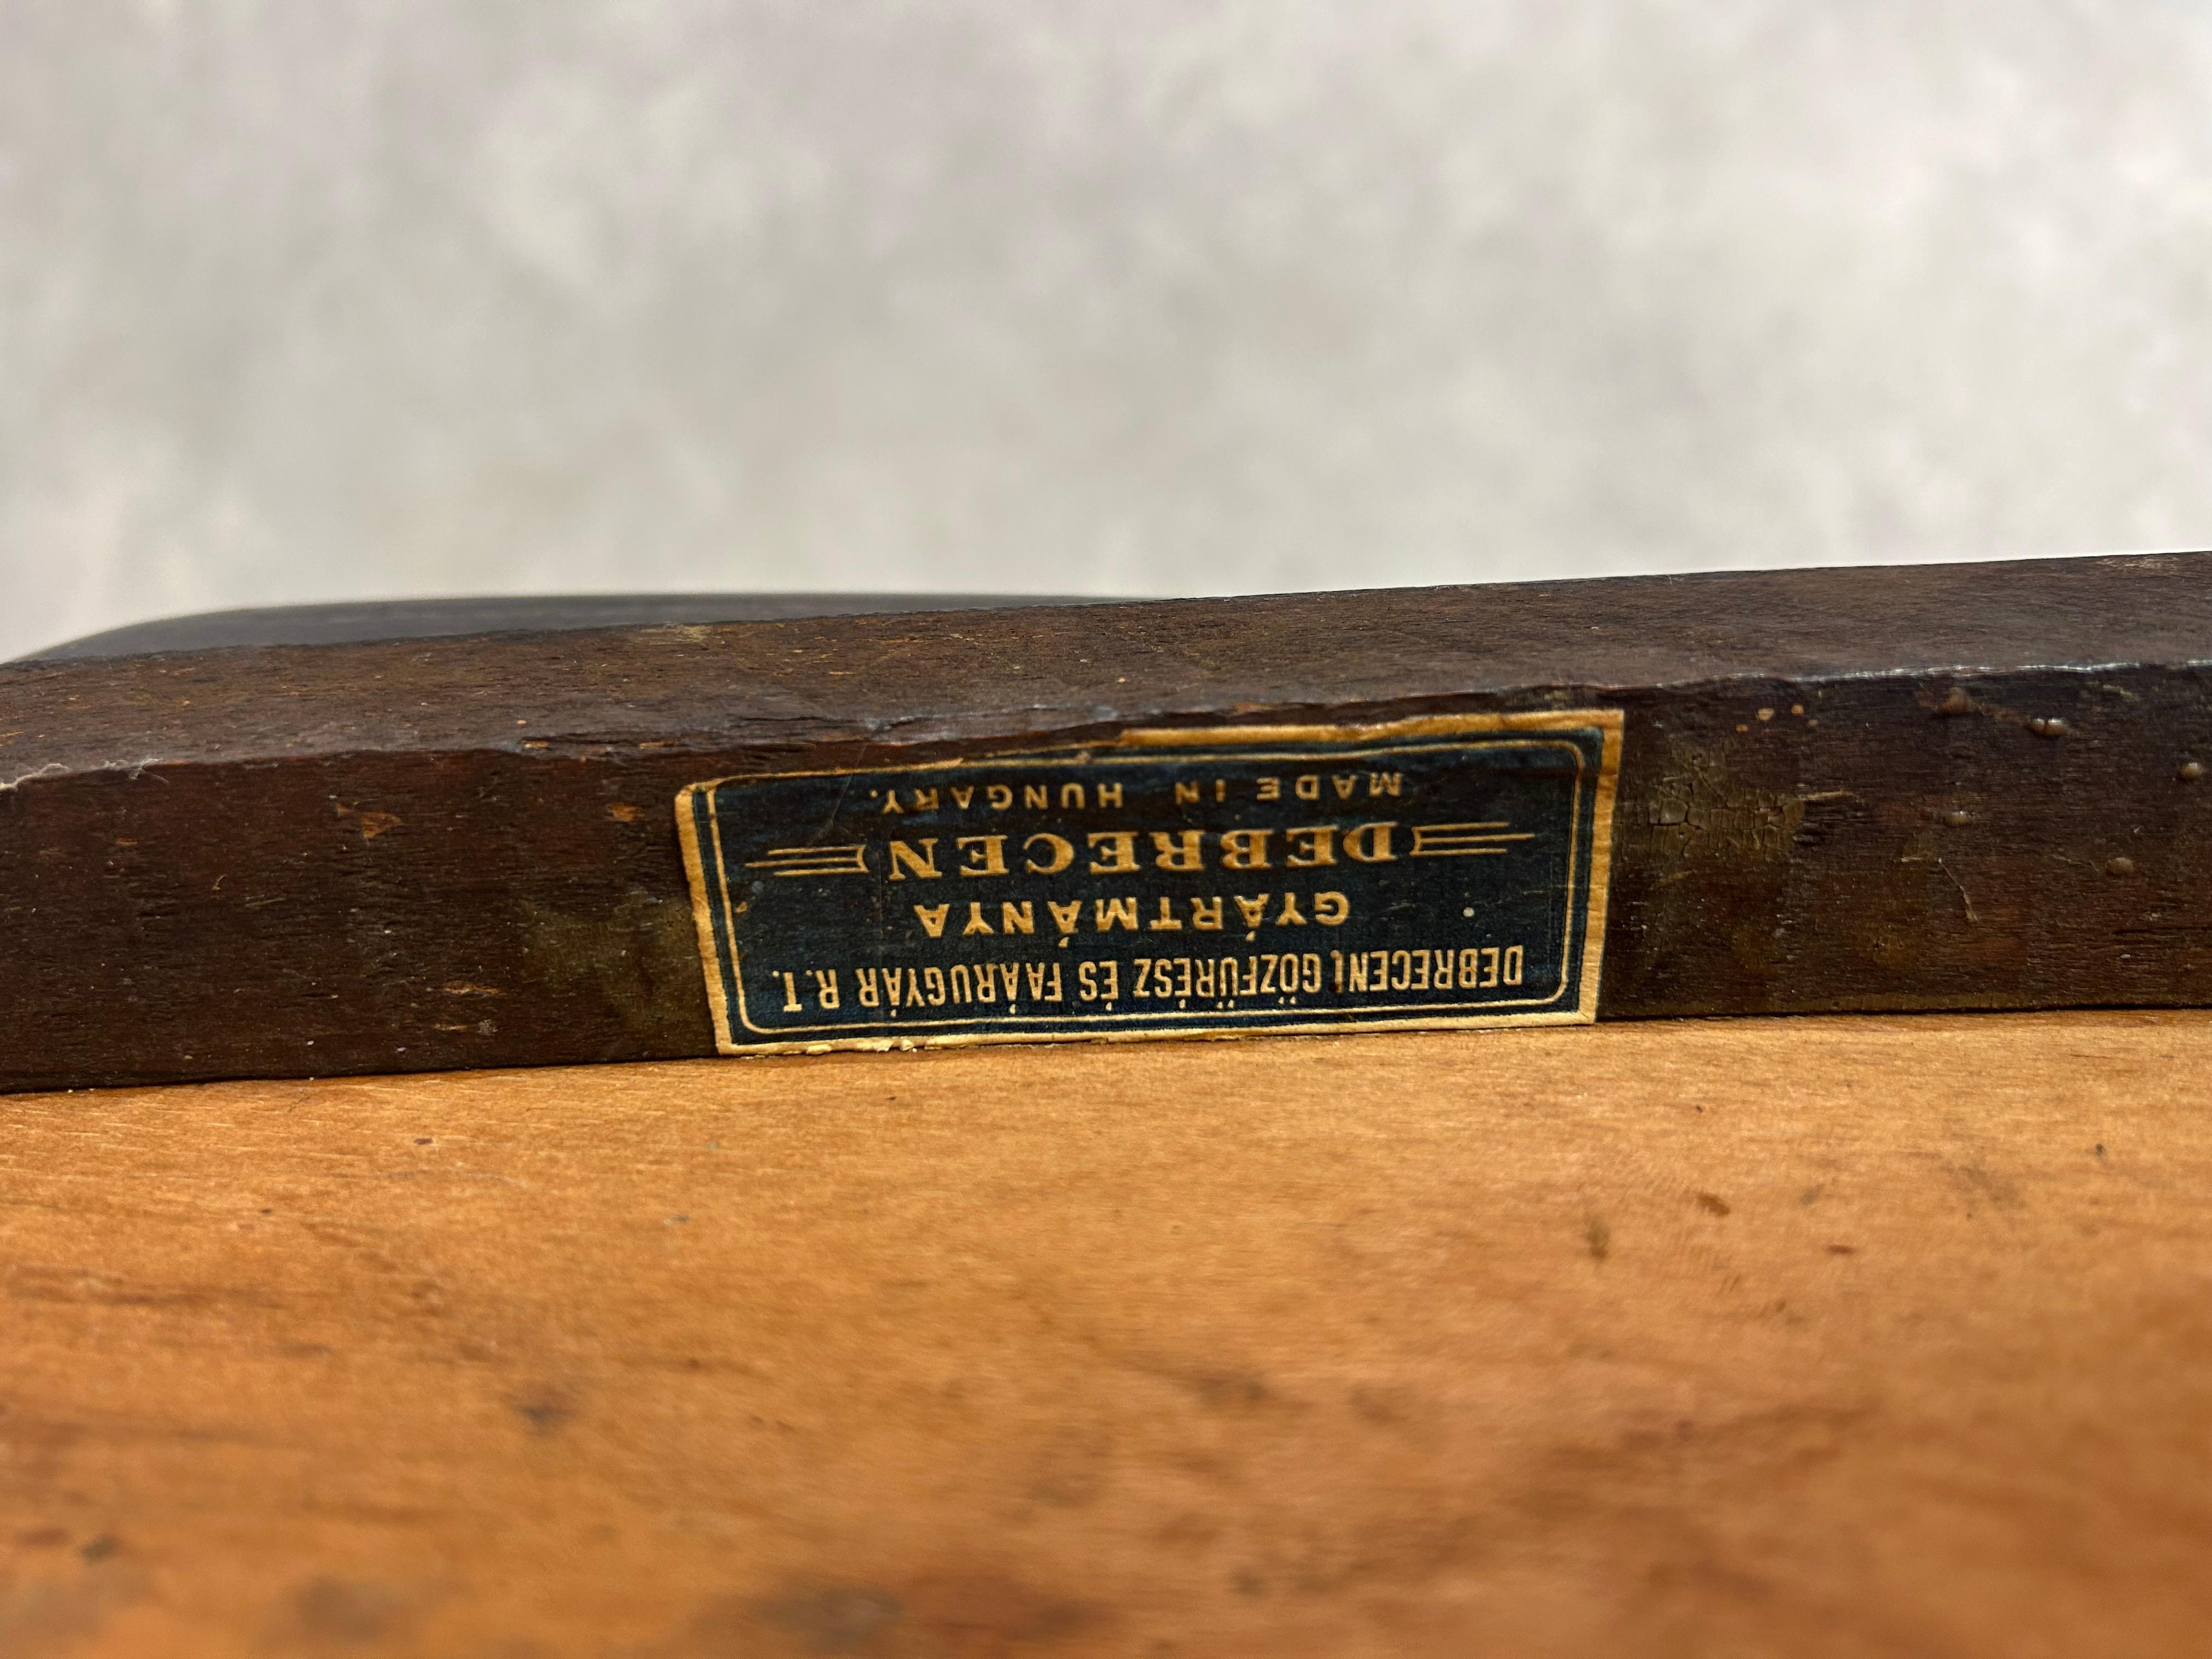 DEBRECENI GŐZFŰRÉSZ ÉS FAÁRUGYÁR R.T.
GYÁRTMÁNYA
DEBRECEN
MADE IN HUNGARY.